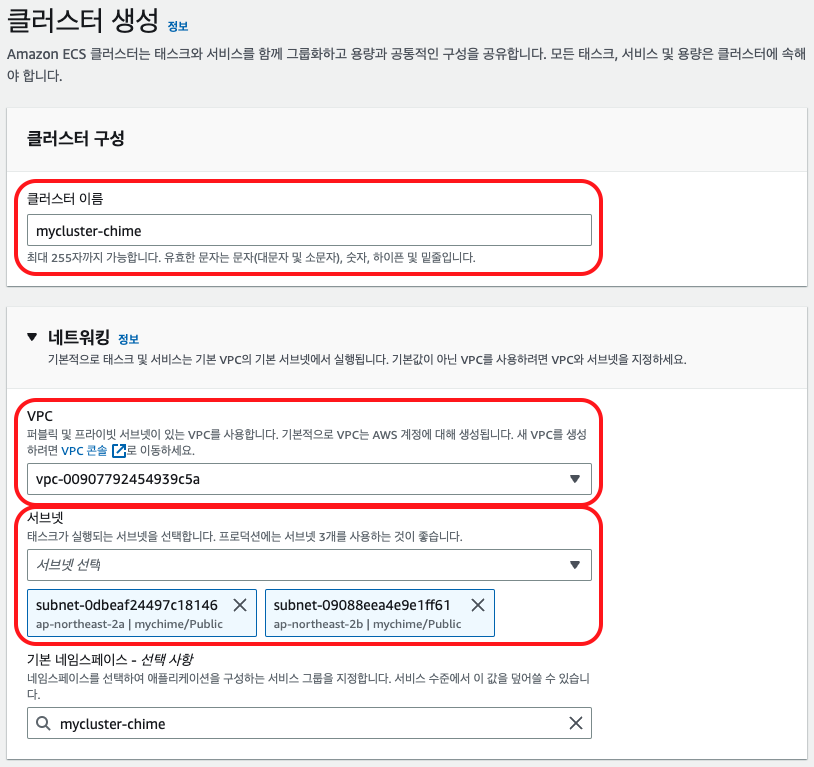 클러스터 생성 정보
Amazon ECS 클러스터는 태스크와 서비스를 함께 그룹화하고 용량과 공통적인 구성을 공유합니다. 모든 태스크, 서비스 및 용량은 클러스터에 속해
야 합니다.
클러스터 구성
클러스터 이름
mycluster-chime
최대 255자까지 가능합니다. 유효한 문자는 문자(대문자 및 소문자), 숫자, 하이픈 및 밑줄입니다.
네트워킹 정보
기본적으로 태스크 및 서비스는 기본 VPC의 기본 서브넷에서 실행됩니다. 기본값이 아닌 VPC를 사용하려면 VPC와 서브넷을 지정하세요.
VPC
퍼블릭 및 프라이빗 서브넷이 있는 VPC를 사용합니다. 기본적으로 VPC는 AWS 계정에 대해 생성됩니다. 새 VPC를 생성
하려면 VPC 콘솔 로 이동하세요.
vpc-00907792454939c5a
서브넷
태스크가 실행되는 서브넷을 선택합니다. 프로덕션에는 서브넷 3개를 사용하는 것이 좋습니다.
서브넷 선택
subnet-0dbeaf24497c18146
ap-northeast-2a | mychime/Public
subnet-09088eea4e9e1ff61
ap-northeast-2b | mychime/Public
기본 네임스페이스 - 선택 사항
네임스페이스를 선택하여 애플리케이션을 구성하는 서비스 그룹을 지정합니다. 서비스 수준에서 이 값을 덮어쓸 수 있습니
다.
mycluster-chime